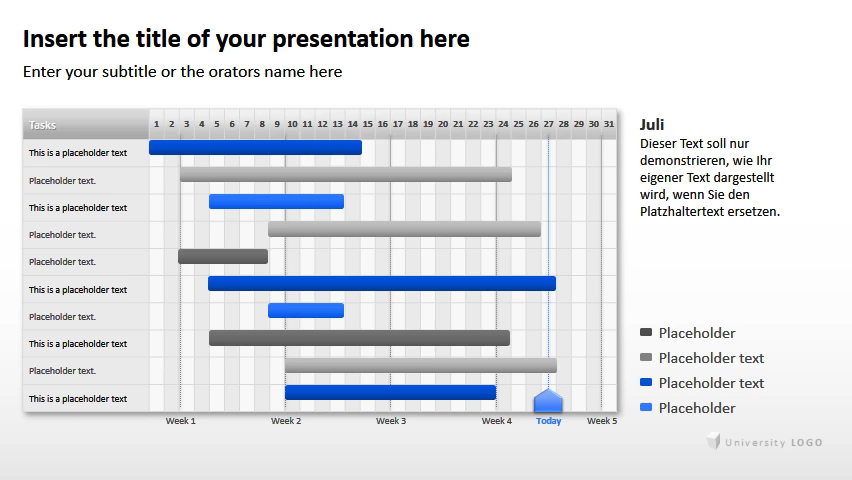 Insert the title of your presentation here
Enter your subtitle or the orators name here
Tasks 1 2 3 4 5 6 7 8 9 10 11 12 13 14 15 16 17 18 19 20 21 22 23 24 25 26 27 28 29 30 31
This is a placeholder text
Placeholder text.
This is a placeholder text
Placeholder text.
Placeholder text.
This is a placeholder text
Placeholder text.
This is a placeholder text
Placeholder text.
This is a placeholder text
Week 1 Week 2 Week 3 Week 4 Today Week 5
Juli
Dieser Text soll nur
demonstrieren, wie Ihr
eigener Text dargestellt
wird, wenn Sie den
Platzhaltertext ersetzen.
Placeholder
Placeholder text
Placeholder text
Placeholder
University LOGO